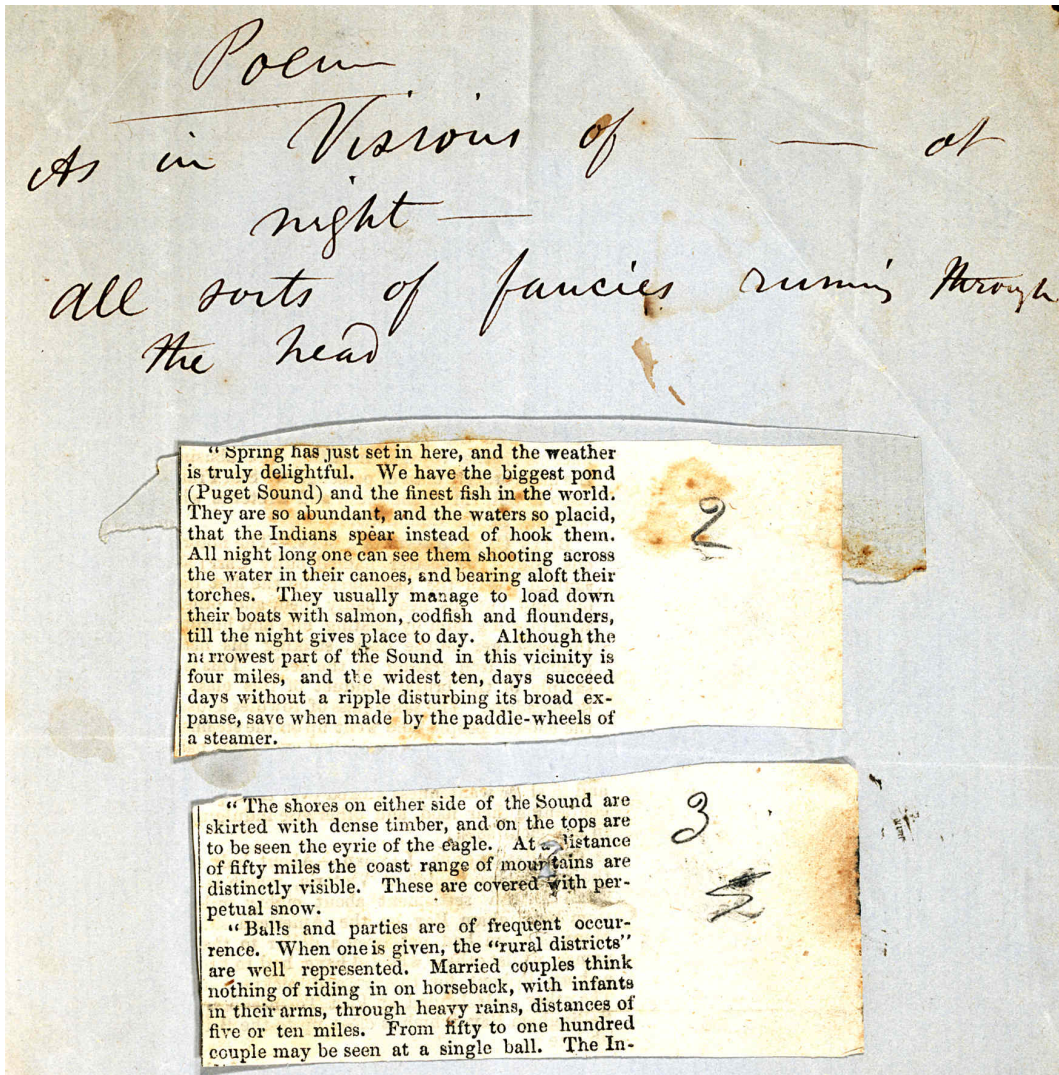 Poem
As in Visions of — — at
night —
All sorts of fancies runing through
the head
"Spring has just set in here, and the weather
is truly delightful. We have the biggest pond
(Puget Sound) and the finest fish in the world.
They are so abundant, and the waters so placid,
that the Indians spear instead of hook them.
All night long one can see them shooting across
the water in their canoes, and bearing aloft their
torches. They usually manage to load down
their boats with salmon, codfish and flounders,
till the night gives place to day. Although the
narrowest part of the Sound in this vicinity is
four miles, and the widest ten, days succeed
days without a ripple disturbing its broad ex-
panse, save when made by the paddle-wheels of
a steamer.
2
"The shores on either side of the Sound are
skirted with dense timber, and on the tops are
to be seen the eyrie of the eagle. At a distance
of fifty miles the coast range of mountains are
distinctly visible. These are covered with per-
petual snow.
"Balls and parties are of frequent occur-
rence. When one is given, the "rural districts"
are well represented. Married couples think
nothing of riding in on horseback, with infants
in their arms, through heavy rains, distances of
five or ten miles. From fifty to one hundred
couple may be seen at a single ball. The In-
3